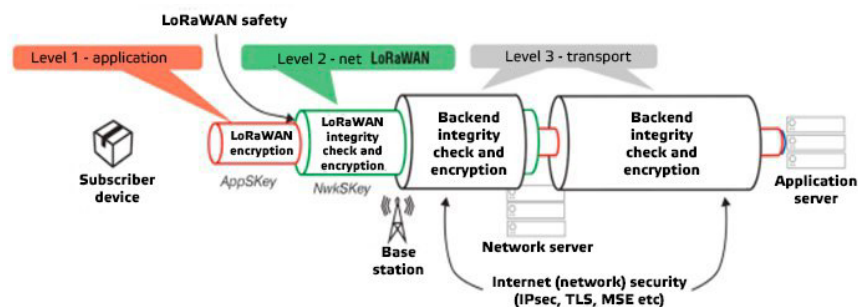 LoRaWAN safety
Level 1 - application
Level 2 - net LoRaWAN
Level 3 - transport
LoRaWAN
encryption
LoRaWAN
integrity
check and
encryption
Backend
integrity
check and
encryption
Backend
integrity
check and
encryption
Subscriber
device
AppSKey
NwkSKey
Base
station
Network server
Application
server
Internet (network) security
(IPsec, TLS, MSE etc)